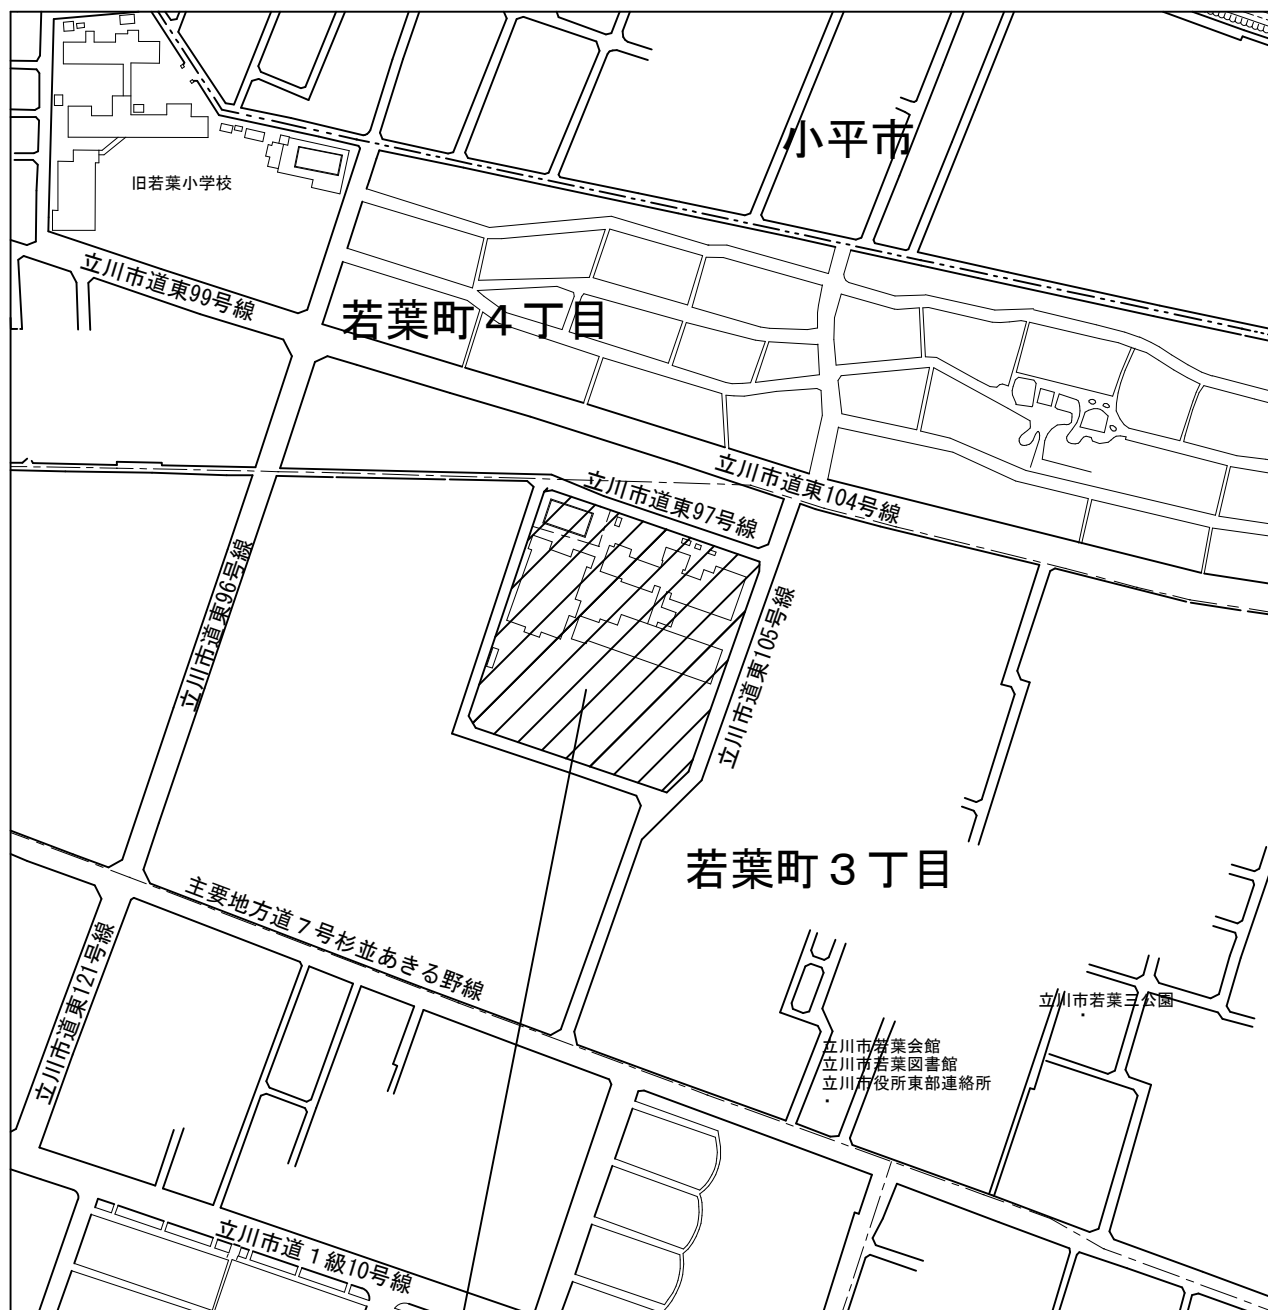 小平市
旧若葉小学校
立川市道東99号線
若葉町４丁目
立川市道東104号線
立川市道東97号線
立川市道東96号線
立川市道東105号線
若葉町３丁目
主要地方道７号杉並あきる野線
立川市道東121号線
立川市若葉三公園
立川市若葉会館
立川市若葉図書館
立川市役所東部連絡所
立川市道１級10号線